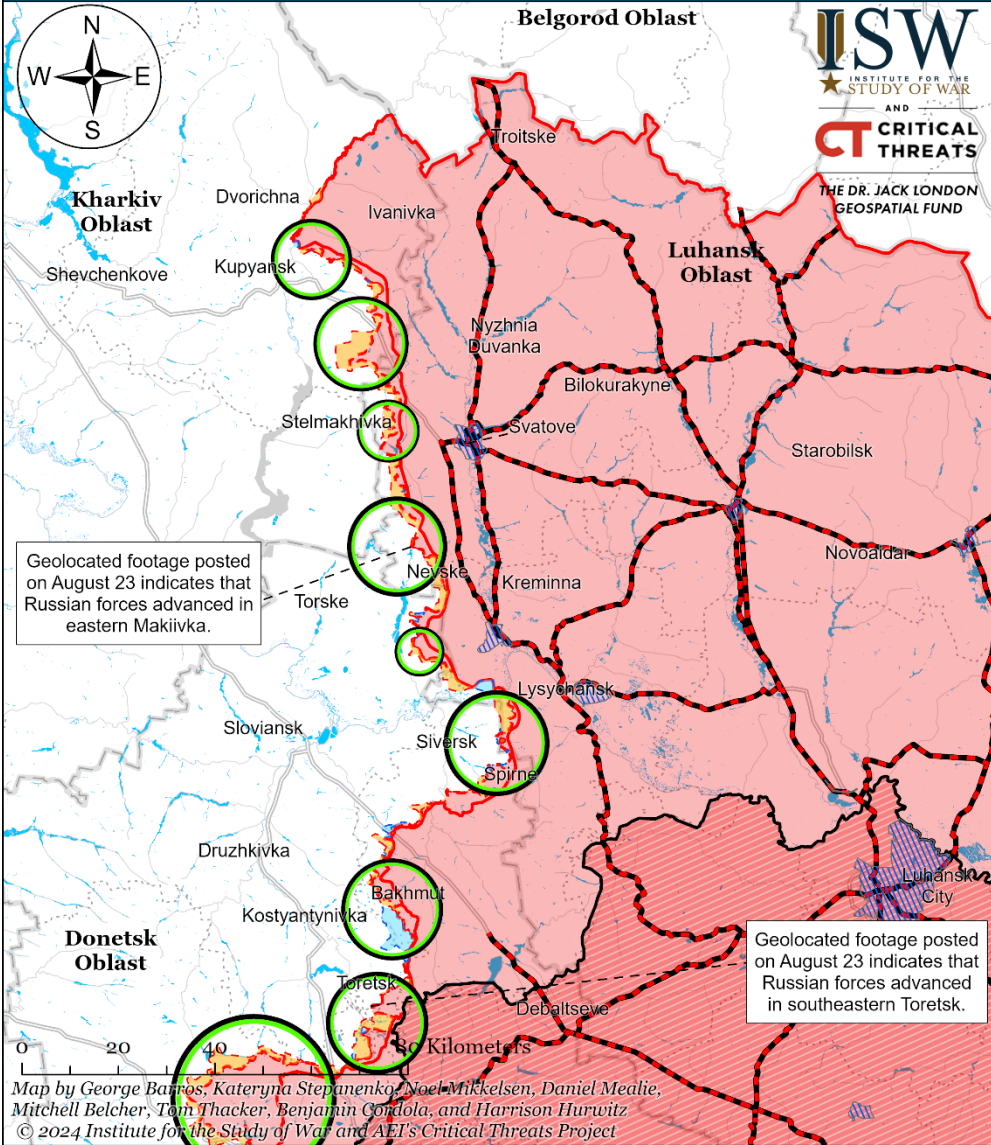 Belgorod Oblast
N
W
E
S
ISW
INSTITUTE FOR THE
STUDY OF WAR
AND
CT CRITICAL
THREATS
THE DR. JACK LONDON
GEOSPATIAL FUND
Troitske
Dvorichna
Kharkiv
Oblast
Ivanivka
Luhansk
Oblast
Shevchenkove
Kupyansk
Nyzhnia
Duvanka
Bilokurakyne
Stelmakhivka
Svatove
Starobilsk
Geolocated footage posted
on August 23 indicates that
Russian forces advanced in
eastern Makiivka.
Novoaidar
Nevske
Kreminna
Torske
Lysychansk
Sloviansk
Siversk
Spirne
Druzhkivka
Luhansk
City
Bakhmut
Kostyantynivka
Donetsk
Oblast
Geolocated footage posted
on August 23 indicates that
Russian forces advanced
in southeastern Toretsk.
Toretsk
Debaltseve
0 20 40 80 Kilometers
Map by George Barros, Kateryna Stepanenko, Noel Mikkelsen, Daniel Mealie,
Mitchell Belcher, Tom Thacker, Benjamin Cordola, and Harrison Hurwitz
© 2024 Institute for the Study of War and AEI's Critical Threats Project